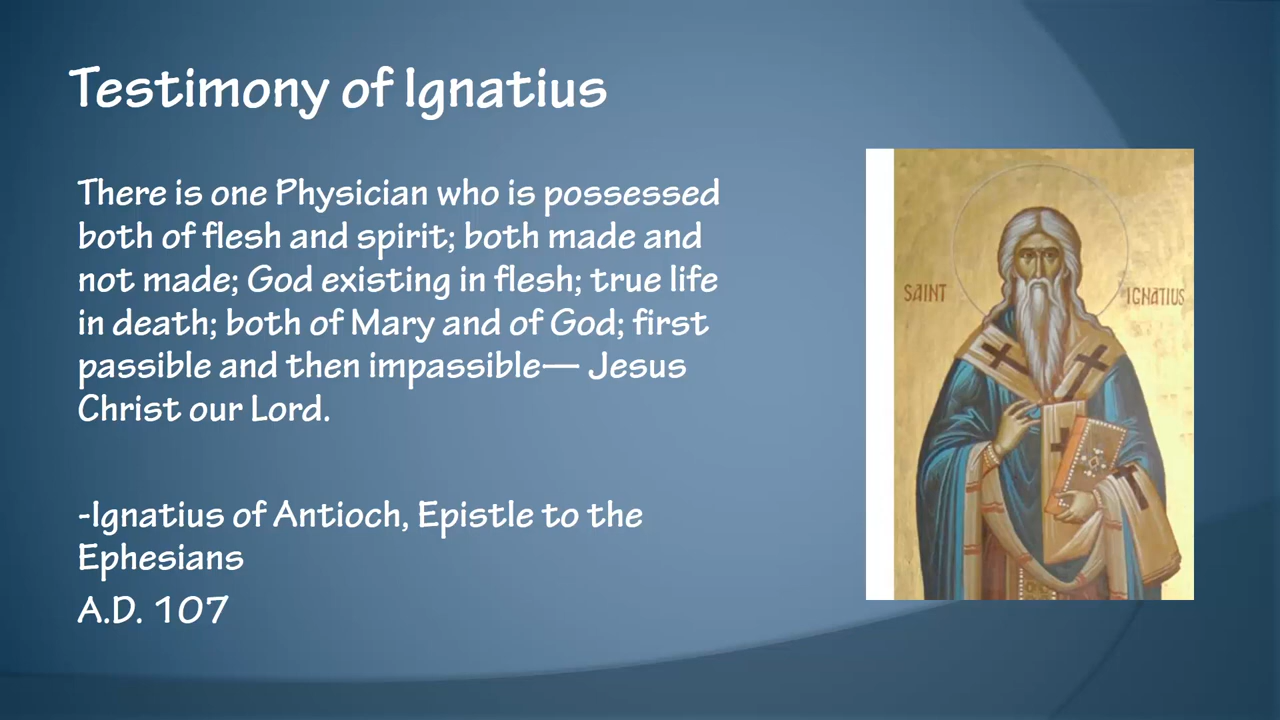 Testimony of Ignatius
There is one Physician who is possessed
both of flesh and spirit; both made and
not made; God existing in flesh; true life
in death; both of Mary and of God; first
passible and then impassible— Jesus
Christ our Lord.
-Ignatius of Antioch, Epistle to the
Ephesians
A.D. 107
SAINT IGNATIUS